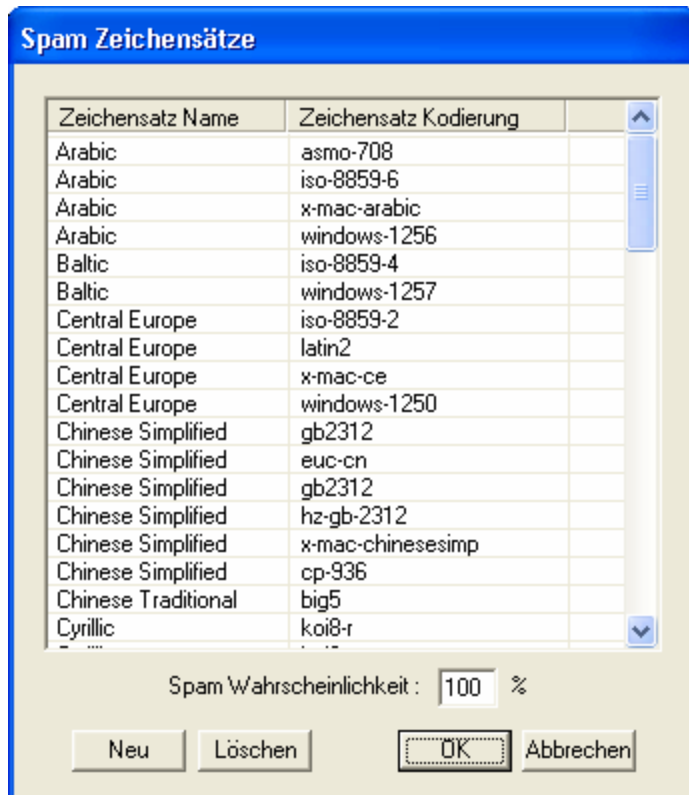 Spam Zeichensätze
Zeichensatz Name Zeichensatz Kodierung
Arabic asmo-708
Arabic iso-8859-6
Arabic x-mac-arabic
Arabic windows-1256
Baltic iso-8859-4
Baltic windows-1257
Central Europe iso-8859-2
Central Europe latin2
Central Europe x-mac-ce
Central Europe windows-1250
Chinese Simplified gb2312
Chinese Simplified euc-cn
Chinese Simplified gb2312
Chinese Simplified hz-gb-2312
Chinese Simplified x-mac-chinesesimp
Chinese Simplified cp-936
Chinese Traditional big5
Cyrillic koi8-r
Spam Wahrscheinlichkeit : 100 %
Neu Löschen OK Abbrechen